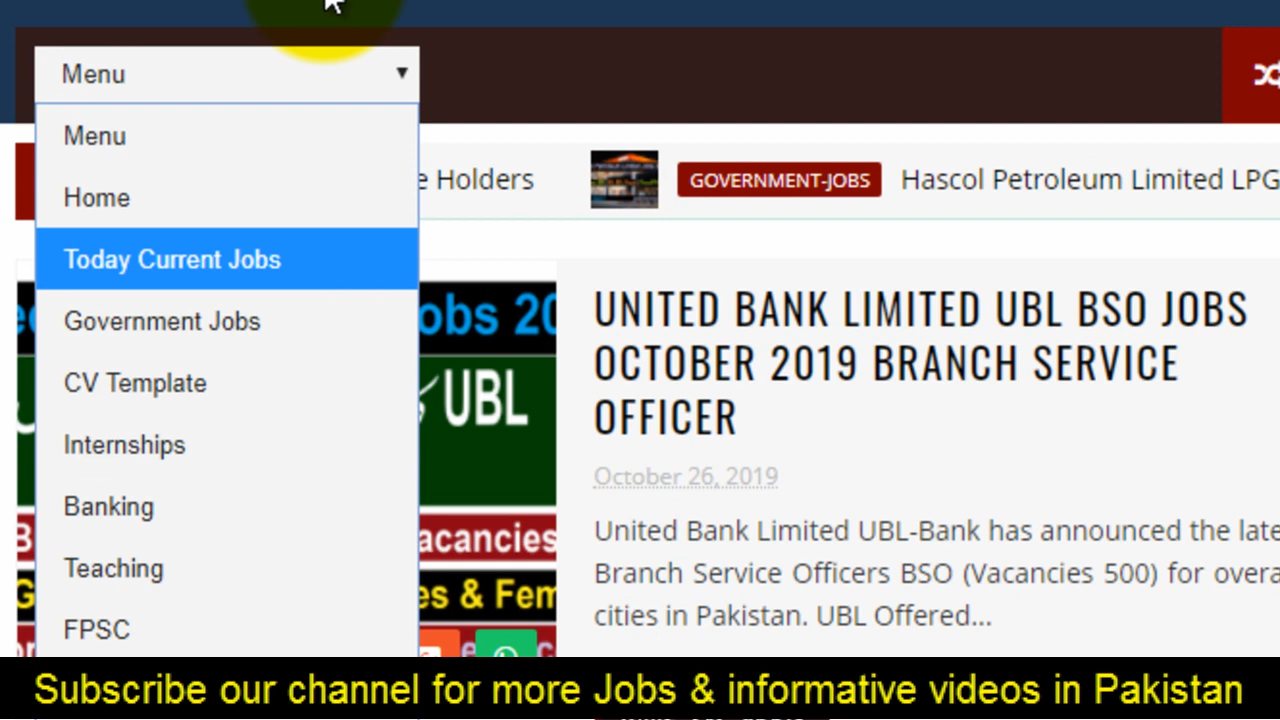 Menu
Menu
Home
Today Current Jobs
Government Jobs
CV Template
Internships
Banking
Teaching
FPSC
Holders
GOVERNMENT-JOBS
Hascol Petroleum Limited LPG
obs 20
UBL
acancies
es & Fem
UNITED BANK LIMITED UBL BSO JOBS
OCTOBER 2019 BRANCH SERVICE
OFFICER
October 26, 2019
United Bank Limited UBL-Bank has announced the late
Branch Service Officers BSO (Vacancies 500) for overa
cities in Pakistan. UBL Offered...
Subscribe our channel for more Jobs & informative videos in Pakistan